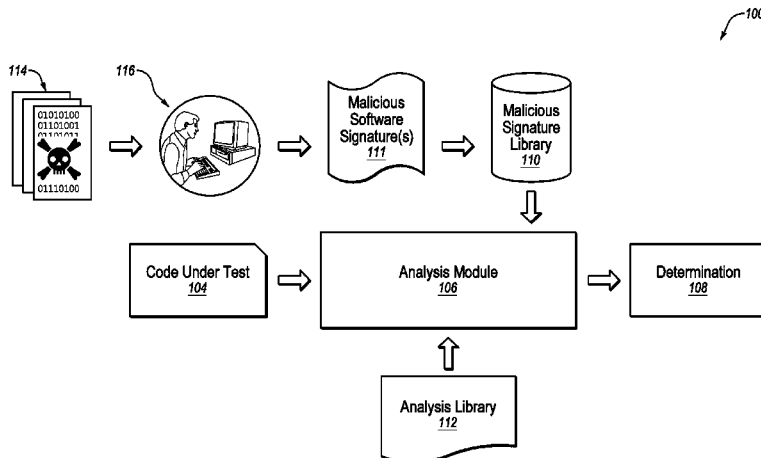 100
114
116
01010100
01101001
01110100
Malicious
Software
Signature(s)
111
Malicious
Signature
Library
110
Code Under Test
104
Analysis Module
106
Determination
108
Analysis Library
112